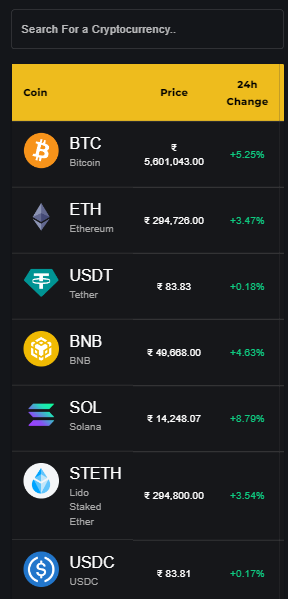 Search For a Cryptocurrency..
Coin Price 24h
Change
BTC
Bitcoin
₹
5,601,043.00
+5.25%
ETH
Ethereum
₹ 294,726.00
+3.47%
USDT
Tether
₹ 83.83
+0.18%
BNB
BNB
₹ 49,668.00
+4.63%
SOL
Solana
₹ 14,248.07
+8.79%
STETH
Lido
Staked
Ether
₹ 294,800.00
+3.54%
USDC
USDC
₹ 83.81
+0.17%